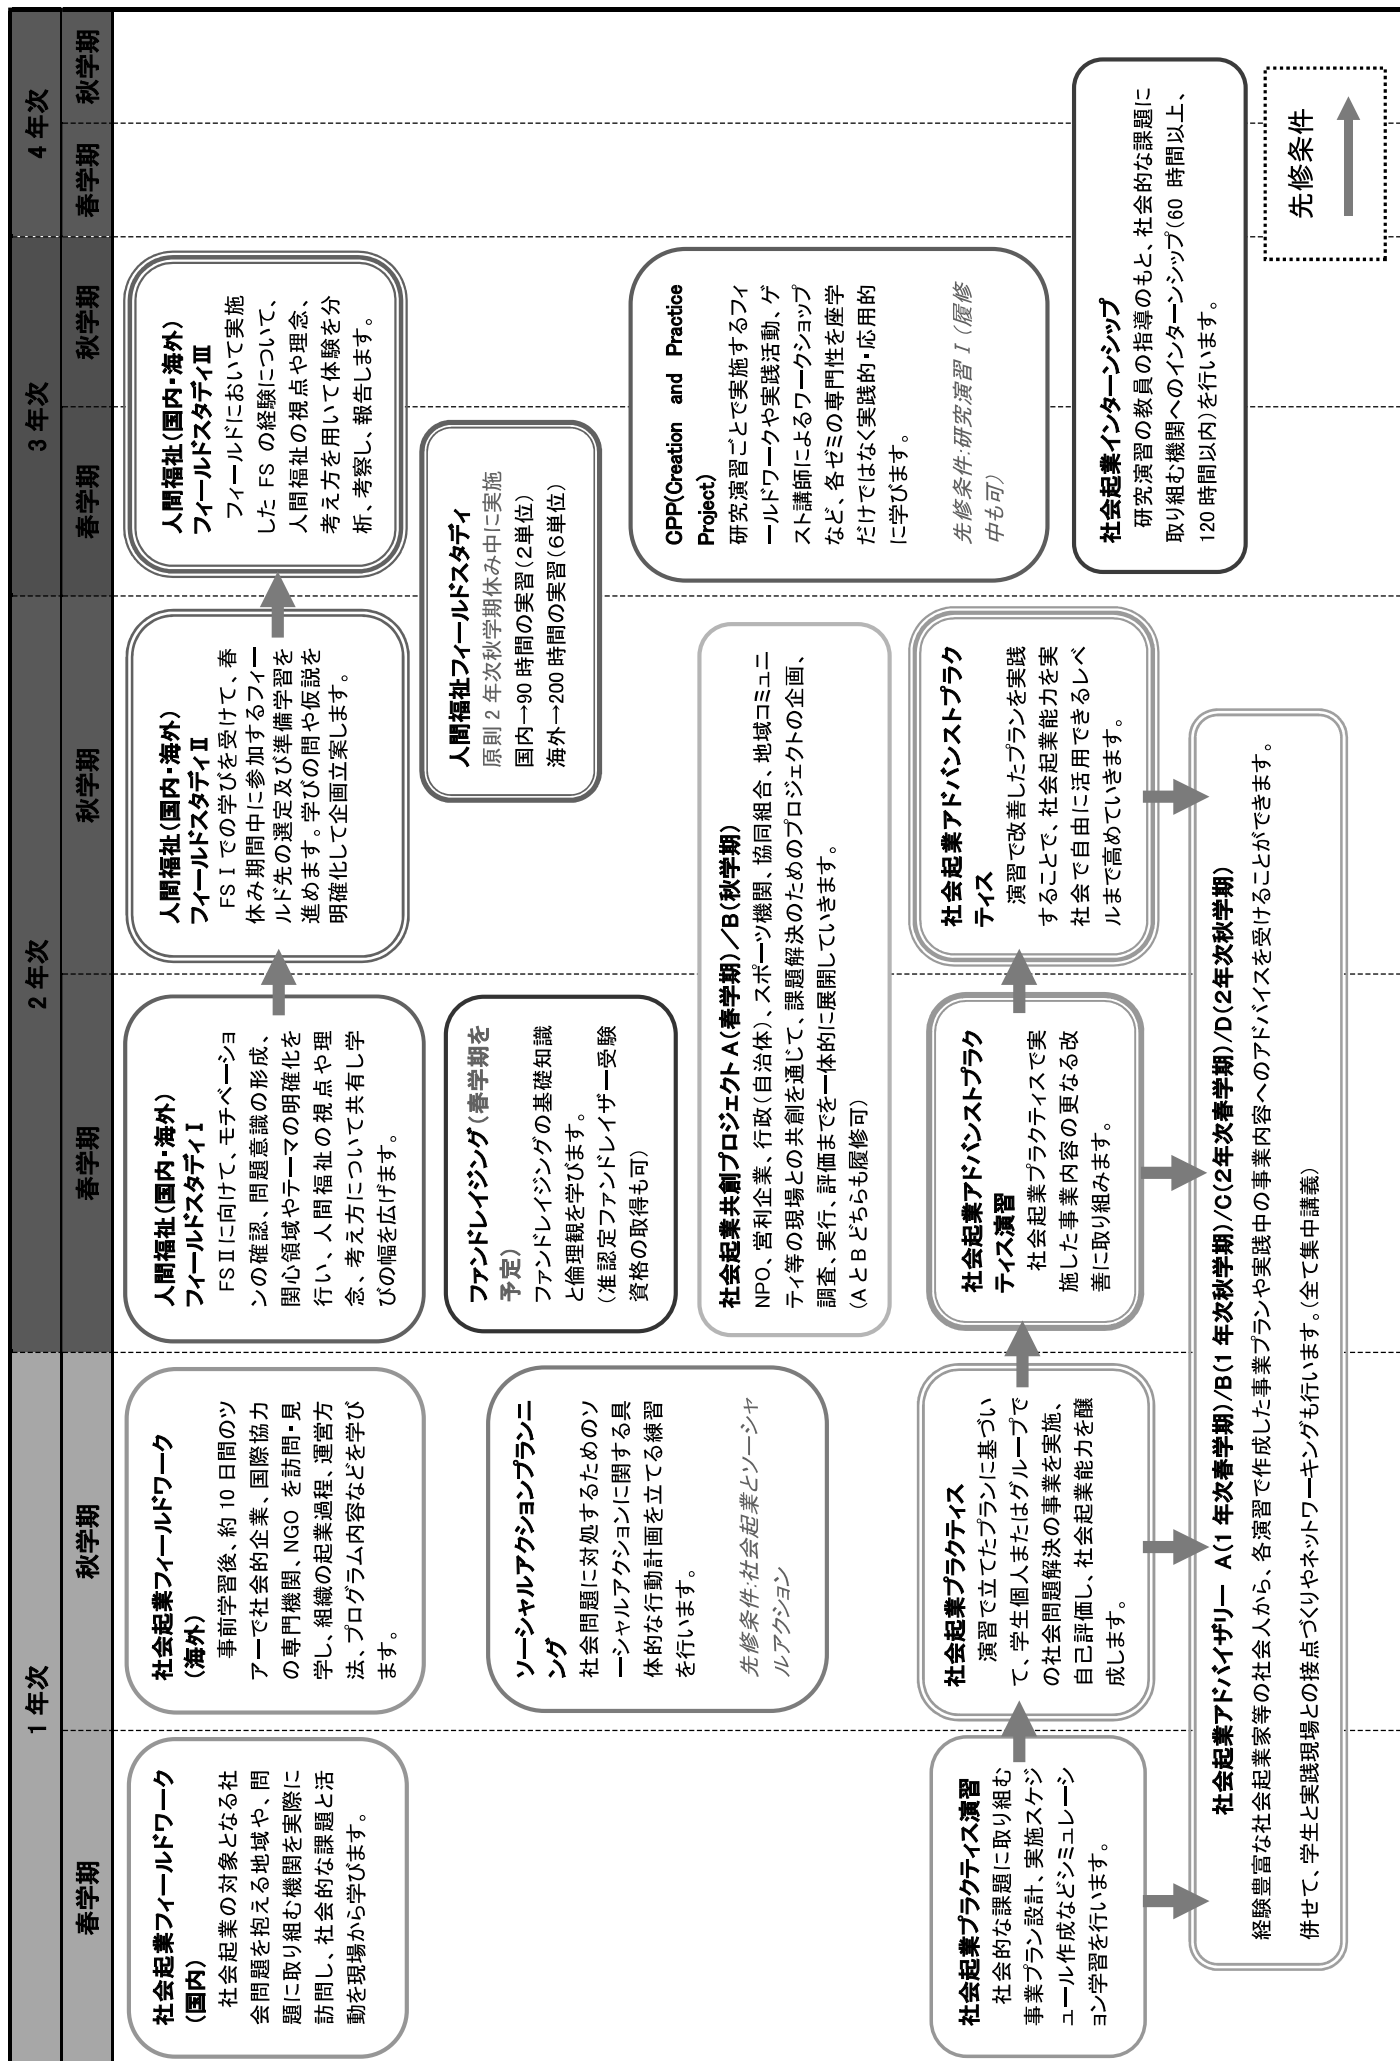 1 年次
2 年次
3 年次
4 年次
春学期
秋学期
春学期
秋学期
春学期
秋学期
春学期
秋学期
社会起業フィールドワーク
（国内）
社会起業の対象となる社
会問題を抱える地域や、問
題に取り組む機関を実際に
訪問し、社会的な課題と活
動を現場から学びます。
社会起業フィールドワーク
（海外）
事前学習後、約 10 日間のツ
アーで社会的企業、国際協力
の専門機関、NGO を訪問・見
学し、組織の起業過程、運営方
法、プログラム内容などを学び
ます。
人間福祉（国内・海外）
フィールドスタディⅠ
FSⅡに向けて、モチベーショ
ンの確認、問題意識の形成、
関心領域やテーマの明確化を
行い、人間福祉の視点や理
念、考え方について共有し学
びの幅を広げます。
人間福祉（国内・海外）
フィールドスタディⅡ
FSⅠでの学びを受けて、春
休み期間中に参加するフィー
ルド先の選定及び準備学習を
進めます。学びの問や仮説を
明確化して企画立案します。
人間福祉（国内・海外）
フィールドスタディⅢ
フィールドにおいて実施
した FS の経験について、
人間福祉の視点や理念、
考え方を用いて体験を分
析、考察し、報告します。
人間福祉フィールドスタディ
原則 2 年次秋学期休み中に実施
国内→90 時間の実習（2単位）
海外→200 時間の実習（6単位）
ファンドレイジング（春学期を
予定）
ファンドレイジングの基礎知識
と倫理観を学びます。
（准認定ファンドレイザー受験
資格の取得も可）
ソーシャルアクションプランニ
ング
社会問題に対処するためのソ
ーシャルアクションに関する具
体的な行動計画を立てる練習
を行います。
先修条件:社会起業とソーシャ
ルアクション
CPP(Creation and Practice
Project)
研究演習ごとで実施するフィ
ールドワークや実践活動、ゲ
スト講師によるワークショップ
など、各ゼミの専門性を座学
だけではなく実践的・応用的
に学びます。
先修条件:研究演習Ⅰ（履修
中も可）
社会起業共創プロジェクトA（春学期）／B（秋学期）
NPO、営利企業、行政（自治体）、スポーツ機関、協同組合、地域コミュニ
ティ等の現場との共創を通じて、課題解決のためのプロジェクトの企画、
調査、実行、評価までを一体的に展開していきます。
（A と B どちらも履修可）
社会起業プラクティス演習
社会的な課題に取り組む
事業プラン設計、実施スケジ
ュール作成などシミュレーシ
ョン学習を行います。
社会起業プラクティス
演習で立てたプランに基づい
て、学生個人またはグループで
の社会問題解決の事業を実施、
自己評価し、社会起業能力を醸
成します。
社会起業アドバンストプラク
ティス演習
社会起業プラクティスで実
施した事業内容の更なる改
善に取り組みます。
社会起業アドバンストプラク
ティス
演習で改善したプランを実践
することで、社会起業能力を実
社会で自由に活用できるレベ
ルまで高めていきます。
社会起業インターンシップ
研究演習の教員の指導のもと、社会的な課題に
取り組む機関へのインターンシップ（60 時間以上、
120 時間以内）を行います。
社会起業アドバイザリー A（1 年次春学期）/B（1 年次秋学期）/C（2年次春学期）/D（2年次秋学期）
経験豊富な社会起業家等の社会人から、各演習で作成した事業プランや実践中の事業内容へのアドバイスを受けることができます。
併せて、学生と実践現場との接点づくりやネットワーキングも行います。（全て集中講義）
先修条件